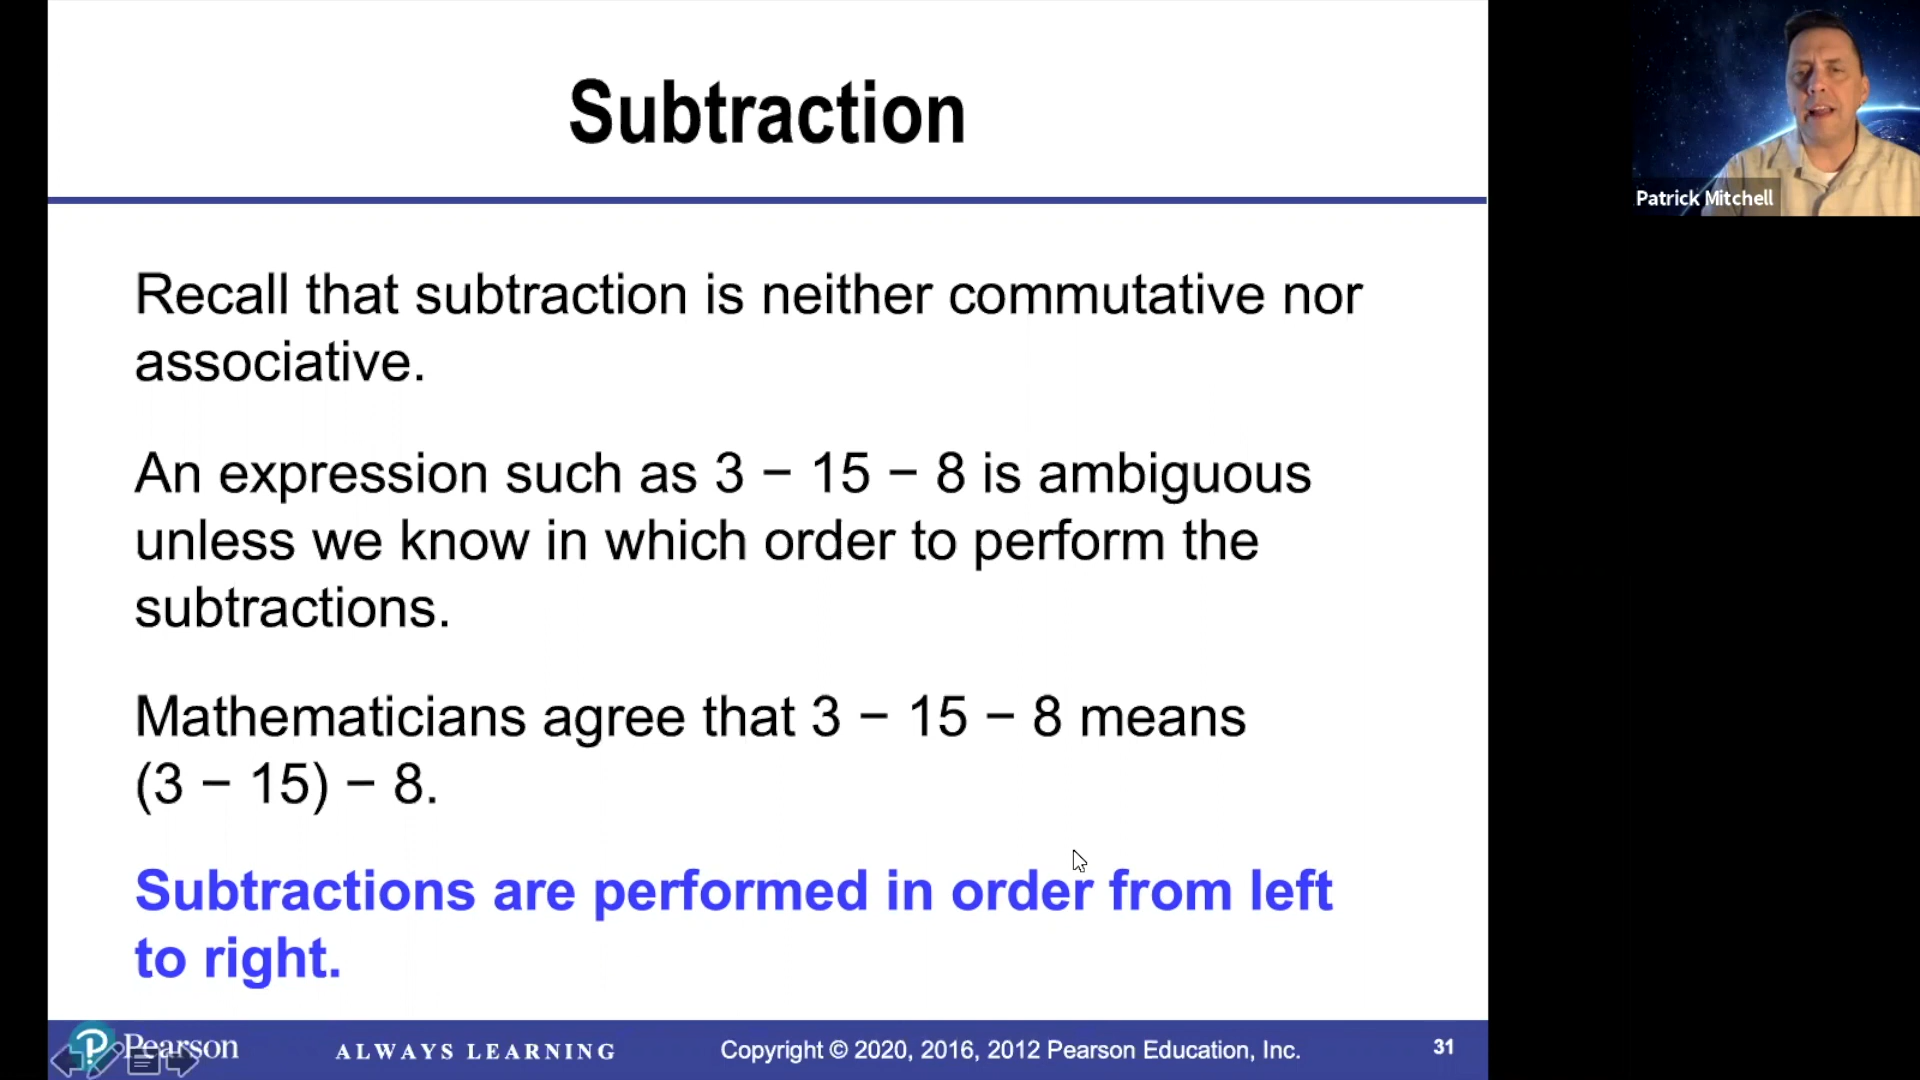 Subtraction
Patrick Mitchell
Recall that subtraction is neither commutative nor
associative.
An expression such as 3 − 15 − 8 is ambiguous
unless we know in which order to perform the
subtractions.
Mathematicians agree that 3 − 15 − 8 means
(3 − 15) − 8.
Subtractions are performed in order from left
to right.
Pearson
ALWAYS LEARNING
Copyright © 2020, 2016, 2012 Pearson Education, Inc.
31